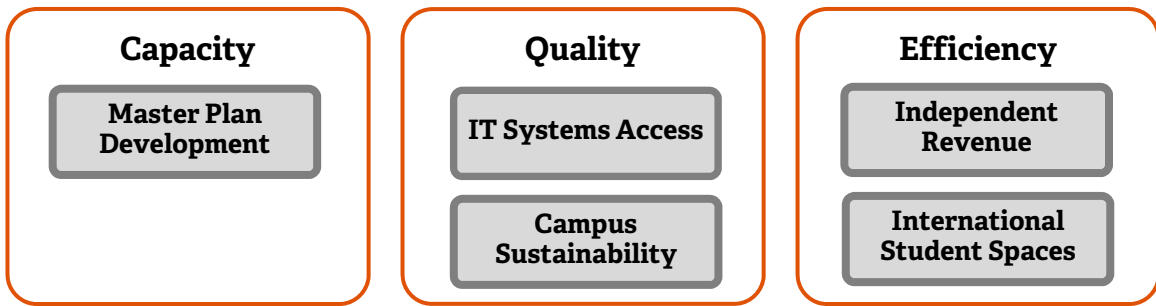 Capacity
Master Plan
Development
Quality
IT Systems Access
Campus
Sustainability
Efficiency
Independent
Revenue
International
Student Spaces